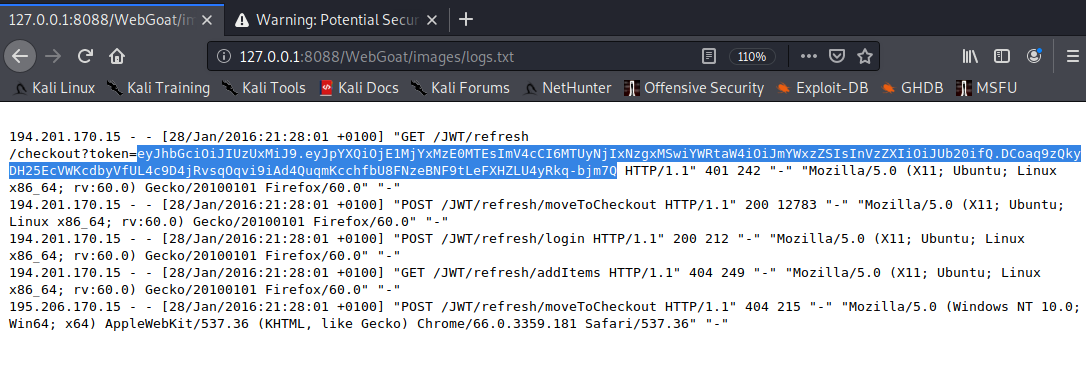 127.0.0.1:8088/WebGoat/im
Warning: Potential Secur
127.0.0.1:8088/WebGoat/images/logs.txt
110%
Kali Linux Kali Training Kali Tools Kali Docs Kali Forums NetHunter Offensive Security Exploit-DB GHDB MSFU
194.201.170.15 - - [28/Jan/2016:21:28:01 +0100] "GET /JWT/refresh
/checkout?token=eyJhbGciOiJIUzUxMiJ9.eyJpYXQiOjE1MjYxMzE0MTEsImV4cCI6MTUyNjIxNzgxMSwiYWRtaW4iOiJmYWxzZSIsInVzZXIiOiJUb20ifQ.DCoaq9zQky
DH25EcVWKcdbyVfUL4c9D4jRvsqOqvi9iAd4QuqmKcchfbU8FNzeBNF9tLeFXHZLU4yRkq-bjm7Q HTTP/1.1" 401 242 "-" "Mozilla/5.0 (X11; Ubuntu; Linux
x86_64; rv:60.0) Gecko/20100101 Firefox/60.0" "-"
194.201.170.15 - - [28/Jan/2016:21:28:01 +0100] "POST /JWT/refresh/moveToCheckout HTTP/1.1" 200 12783 "-" "Mozilla/5.0 (X11; Ubuntu;
Linux x86_64; rv:60.0) Gecko/20100101 Firefox/60.0" "-"
194.201.170.15 - - [28/Jan/2016:21:28:01 +0100] "POST /JWT/refresh/login HTTP/1.1" 200 212 "-" "Mozilla/5.0 (X11; Ubuntu; Linux
x86_64; rv:60.0) Gecko/20100101 Firefox/60.0" "-"
194.201.170.15 - - [28/Jan/2016:21:28:01 +0100] "GET /JWT/refresh/addItems HTTP/1.1" 404 249 "-" "Mozilla/5.0 (X11; Ubuntu; Linux
x86_64; rv:60.0) Gecko/20100101 Firefox/60.0" "-"
195.206.170.15 - - [28/Jan/2016:21:28:01 +0100] "POST /JWT/refresh/moveToCheckout HTTP/1.1" 404 215 "-" "Mozilla/5.0 (Windows NT 10.0;
Win64; x64) AppleWebKit/537.36 (KHTML, like Gecko) Chrome/66.0.3359.181 Safari/537.36" "-"